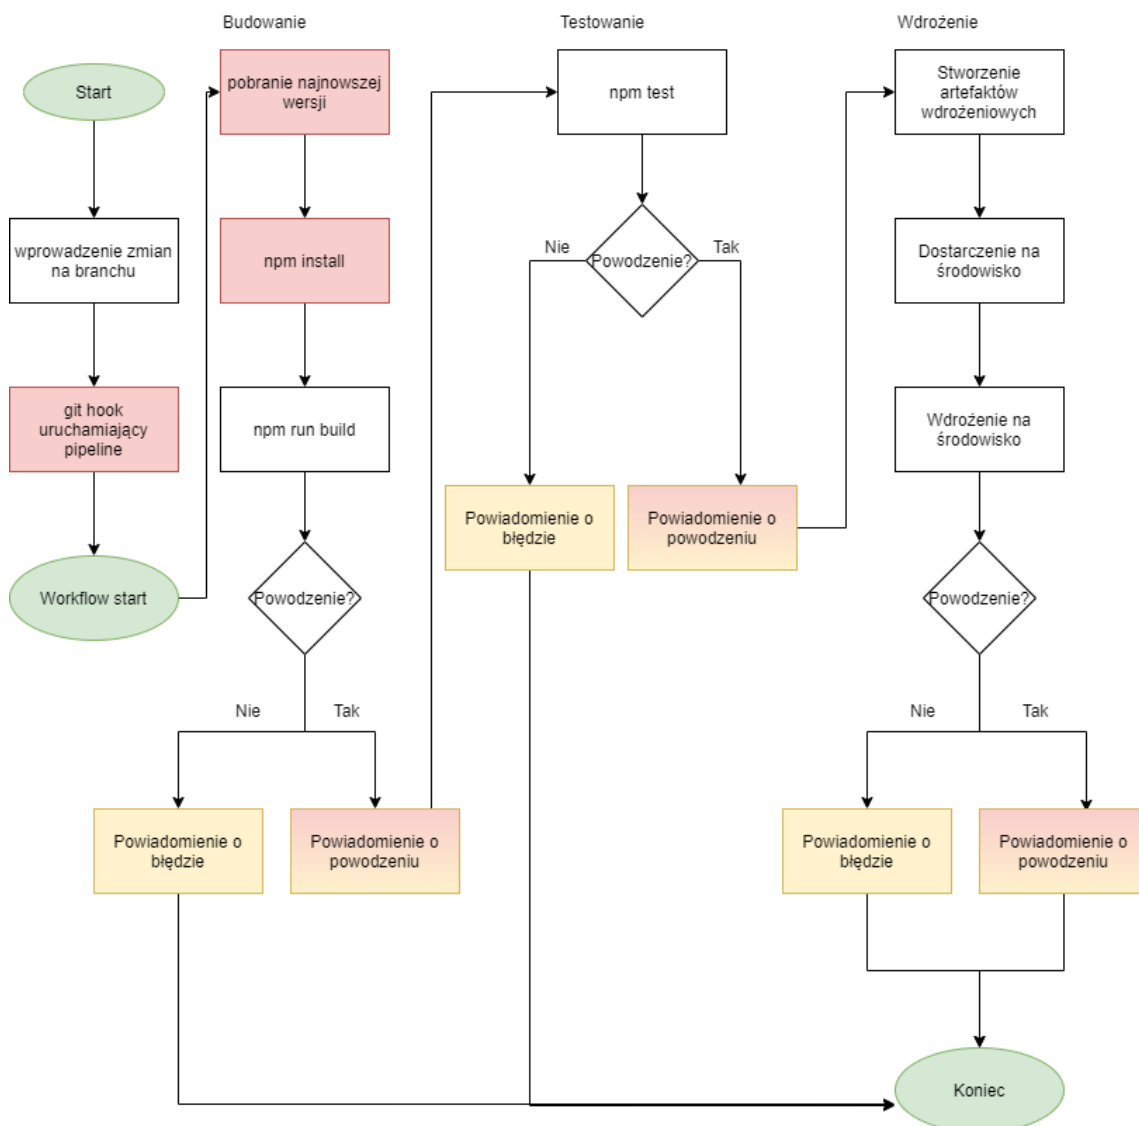 Budowanie
Testowanie
Wdrożenie
Start
wprowadzenie zmian
na branchu
git hook
uruchamiający
pipeline
Workflow start
pobranie najnowszej
wersji
npm install
npm run build
Powodzenie?
Nie
Tak
Powiadomienie o
błędzie
Powiadomienie o
powodzeniu
npm test
Powodzenie?
Nie
Tak
Powiadomienie o
błędzie
Powiadomienie o
powodzeniu
Stworzenie
artefaktów
wdrożeniowych
Dostarczenie na
środowisko
Wdrożenie na
środowisko
Powodzenie?
Nie
Tak
Powiadomienie o
błędzie
Powiadomienie o
powodzeniu
Koniec